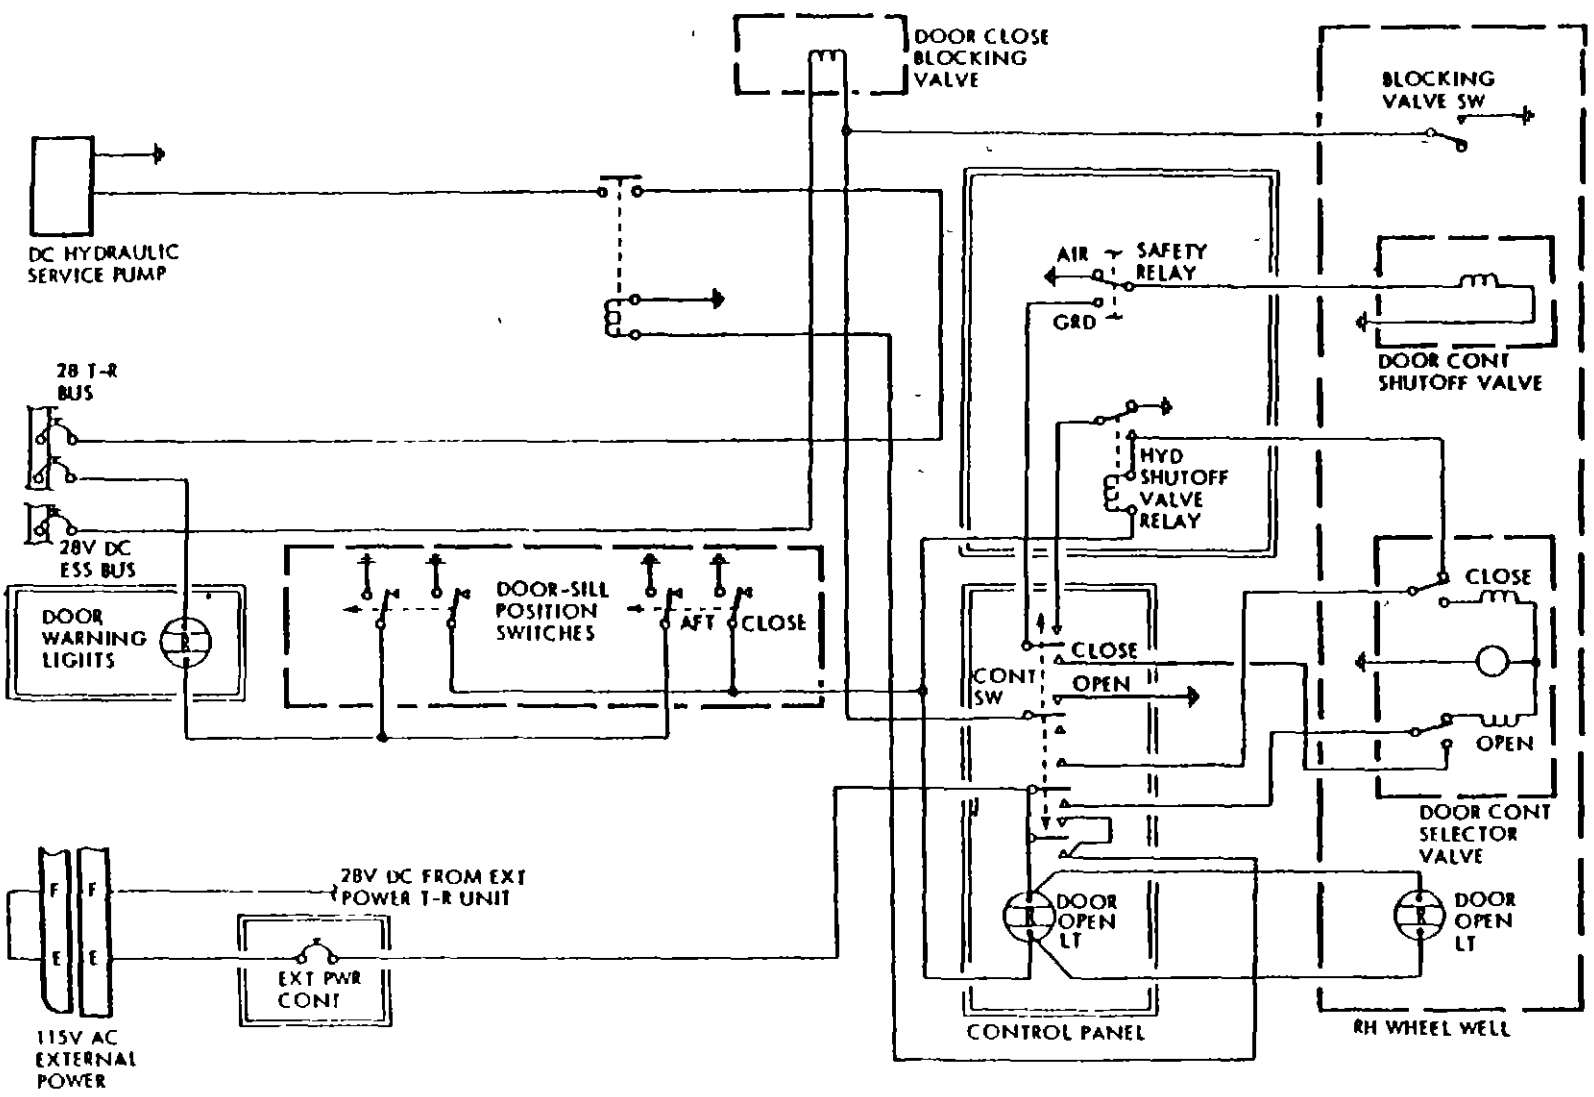 DOOR CLOSE
BLOCKING
VALVE
BLOCKING
VALVE SW
DC HYDRAULIC
SERVICE PUMP
AIR
SAFETY
RELAY
GRD
DOOR CONT
SHUTOFF VALVE
28 T-R
BUS
HYD
SHUTOFF
VALVE
RELAY
28V DC
ESS BUS
DOOR-SILL
POSITION
SWITCHES
AFT
CLOSE
CLOSE
DOOR
WARNING
LIGHTS
R
CLOSE
CONT
SW
OPEN
OPEN
DOOR CONT
SELECTOR
VALVE
28V DC FROM EXT
POWER T-R UNIT
F
F
E
E
EXT PWR
CONT
R
DOOR
OPEN
LT
R
DOOR
OPEN
LT
115V AC
EXTERNAL
POWER
CONTROL PANEL
RH WHEEL WELL